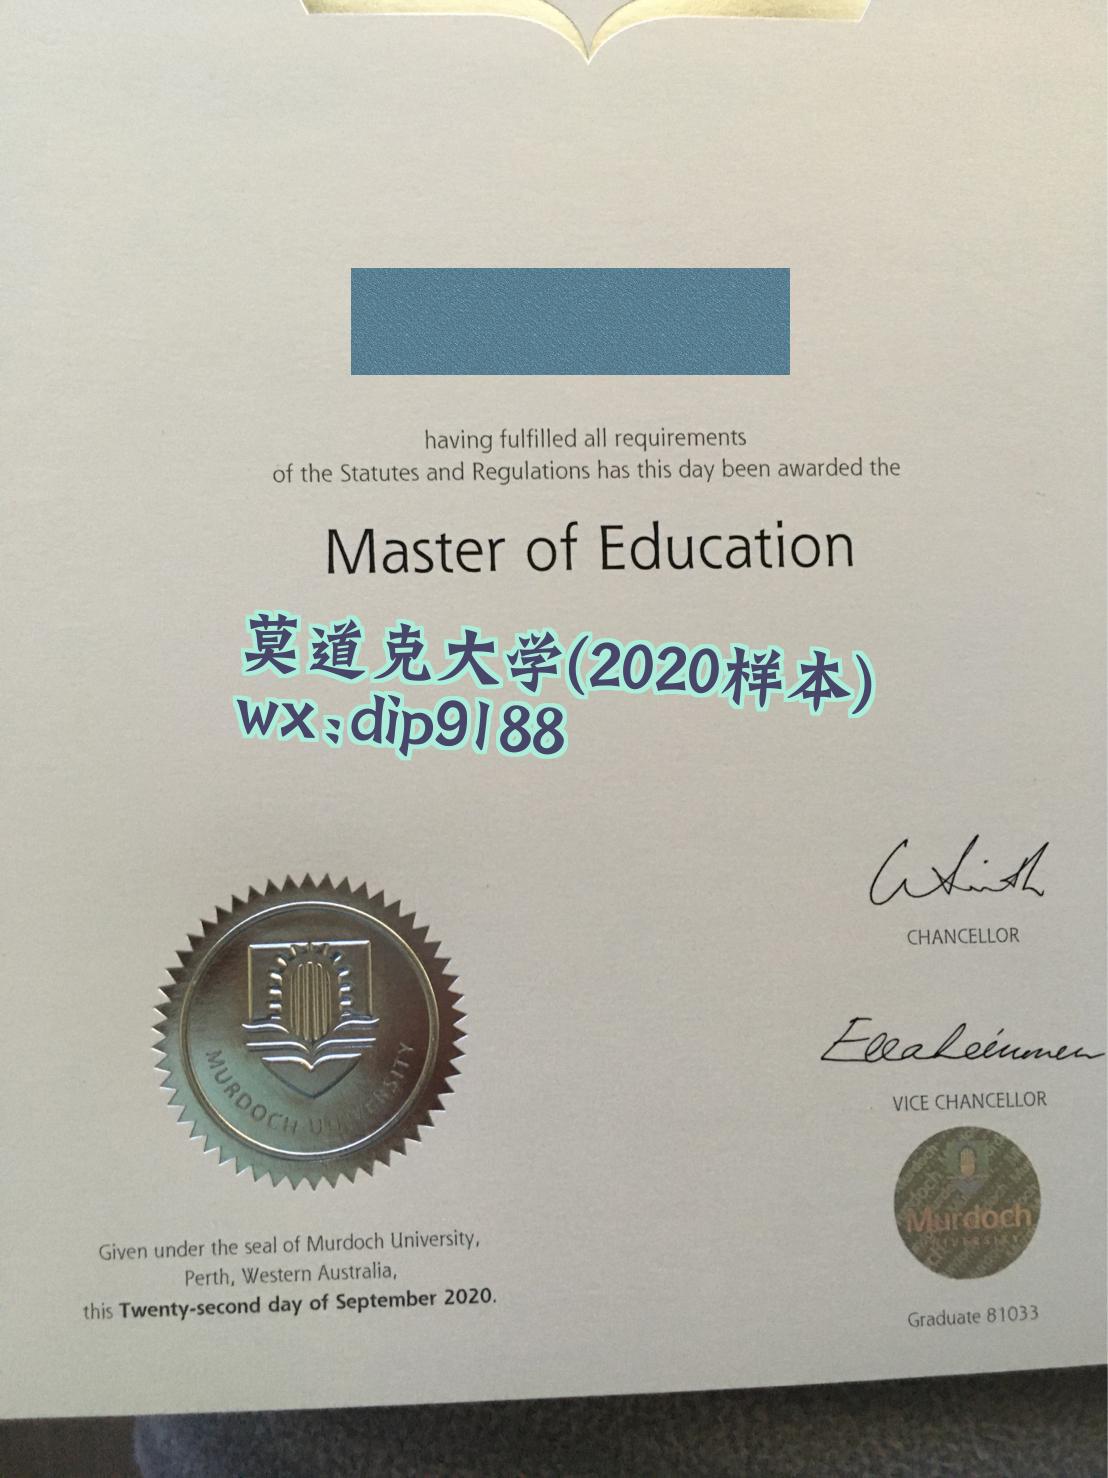 having fulfilled all requirements
of the Statutes and Regulations has this day been awarded the
Master of Education
莫道克大学(2020样本)
wx:dip9188
CHANCELLOR
VICE CHANCELLOR
MURDOCH UNIVERSITY
Murdoch
UNIVERSITY
Given under the seal of Murdoch University,
Perth, Western Australia,
this Twenty-second day of September 2020.
Graduate 81033